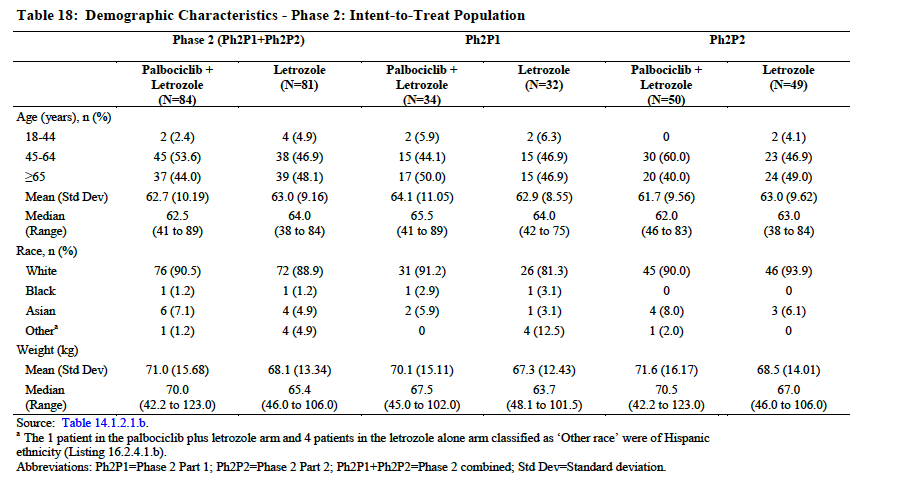 Table 18: Demographic Characteristics - Phase 2: Intent-to-Treat Population
Phase 2 (Ph2P1+Ph2P2) Ph2P1 Ph2P2
Palbociclib + Letrozole (N=84) Letrozole (N=81) Palbociclib + Letrozole (N=34) Letrozole (N=32) Palbociclib + Letrozole (N=50) Letrozole (N=49)
Age (years), n (%)
18-44 2 (2.4) 4 (4.9) 2 (5.9) 2 (6.3) 0 2 (4.1)
45-64 45 (53.6) 38 (46.9) 15 (44.1) 15 (46.9) 30 (60.0) 23 (46.9)
≥65 37 (44.0) 39 (48.1) 17 (50.0) 15 (46.9) 20 (40.0) 24 (49.0)
Mean (Std Dev) 62.7 (10.19) 63.0 (9.16) 64.1 (11.05) 62.9 (8.55) 61.7 (9.56) 63.0 (9.62)
Median 62.5 64.0 65.5 64.0 62.0 63.0
(Range) (41 to 89) (38 to 84) (41 to 89) (42 to 75) (46 to 83) (38 to 84)
Race, n (%)
White 76 (90.5) 72 (88.9) 31 (91.2) 26 (81.3) 45 (90.0) 46 (93.9)
Black 1 (1.2) 1 (1.2) 1 (2.9) 1 (3.1) 0 0
Asian 6 (7.1) 4 (4.9) 2 (5.9) 1 (3.1) 4 (8.0) 3 (6.1)
Otherª 1 (1.2) 4 (4.9) 0 4 (12.5) 1 (2.0) 0
Weight (kg)
Mean (Std Dev) 71.0 (15.68) 68.1 (13.34) 70.1 (15.11) 67.3 (12.43) 71.6 (16.17) 68.5 (14.01)
Median 70.0 65.4 67.5 63.7 70.5 67.0
(Range) (42.2 to 123.0) (46.0 to 106.0) (45.0 to 102.0) (48.1 to 101.5) (42.2 to 123.0) (46.0 to 106.0)
Source: Table 14.1.2.1.b.
ª The 1 patient in the palbociclib plus letrozole arm and 4 patients in the letrozole alone arm classified as ‘Other race’ were of Hispanic
ethnicity (Listing 16.2.4.1.b).
Abbreviations: Ph2P1=Phase 2 Part 1; Ph2P2=Phase 2 Part 2; Ph2P1+Ph2P2=Phase 2 combined; Std Dev=Standard deviation.